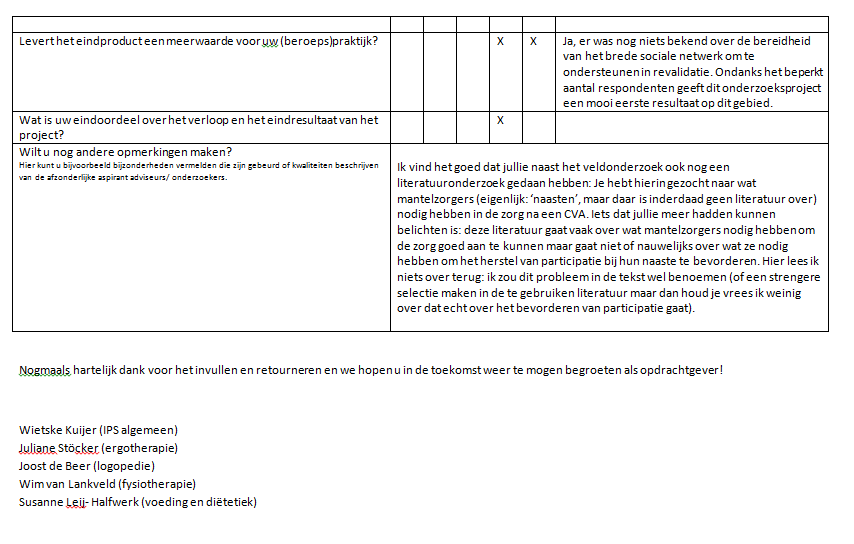 Levert het eindproduct een meerwaarde voor uw (beroeps)praktijk?
X X
Ja, er was nog niets bekend over de bereidheid
van het brede sociale netwerk om te
ondersteunen in revalidatie. Ondanks het beperkt
aantal respondenten geeft dit onderzoeksproject
een mooi eerste resultaat op dit gebied.
Wat is uw eindoordeel over het verloop en het eindresultaat van het
project?
X
Wilt u nog andere opmerkingen maken?
Hier kunt u bijvoorbeeld bijzonderheden vermelden die zijn gebeurd of kwaliteiten beschrijven
van de afzonderlijke aspirant adviseurs/ onderzoekers.
Ik vind het goed dat jullie naast het veldonderzoek ook nog een
literatuuronderzoek gedaan hebben: Je hebt hierin gezocht naar wat
mantelzorgers (eigenlijk: ‘naasten’, maar daar is inderdaad geen literatuur over)
nodig hebben in de zorg na een CVA. Iets dat jullie meer hadden kunnen
belichten is: deze literatuur gaat vaak over wat mantelzorgers nodig hebben om
de zorg goed aan te kunnen maar gaat niet of nauwelijks over wat ze nodig
hebben om het herstel van participatie bij hun naaste te bevorderen. Hier lees ik
niets over terug: ik zou dit probleem in de tekst wel benoemen (of een strengere
selectie maken in de te gebruiken literatuur maar dan houd je vrees ik weinig
over dat echt over het bevorderen van participatie gaat).
Nogmaals hartelijk dank voor het invullen en retourneren en we hopen u in de toekomst weer te mogen begroeten als opdrachtgever!
Wietske Kuijer (IPS algemeen)
Juliane Stöcker (ergotherapie)
Joost de Beer (logopedie)
Wim van Lankveld (fysiotherapie)
Susanne Leij- Halfwerk (voeding en diëtetiek)